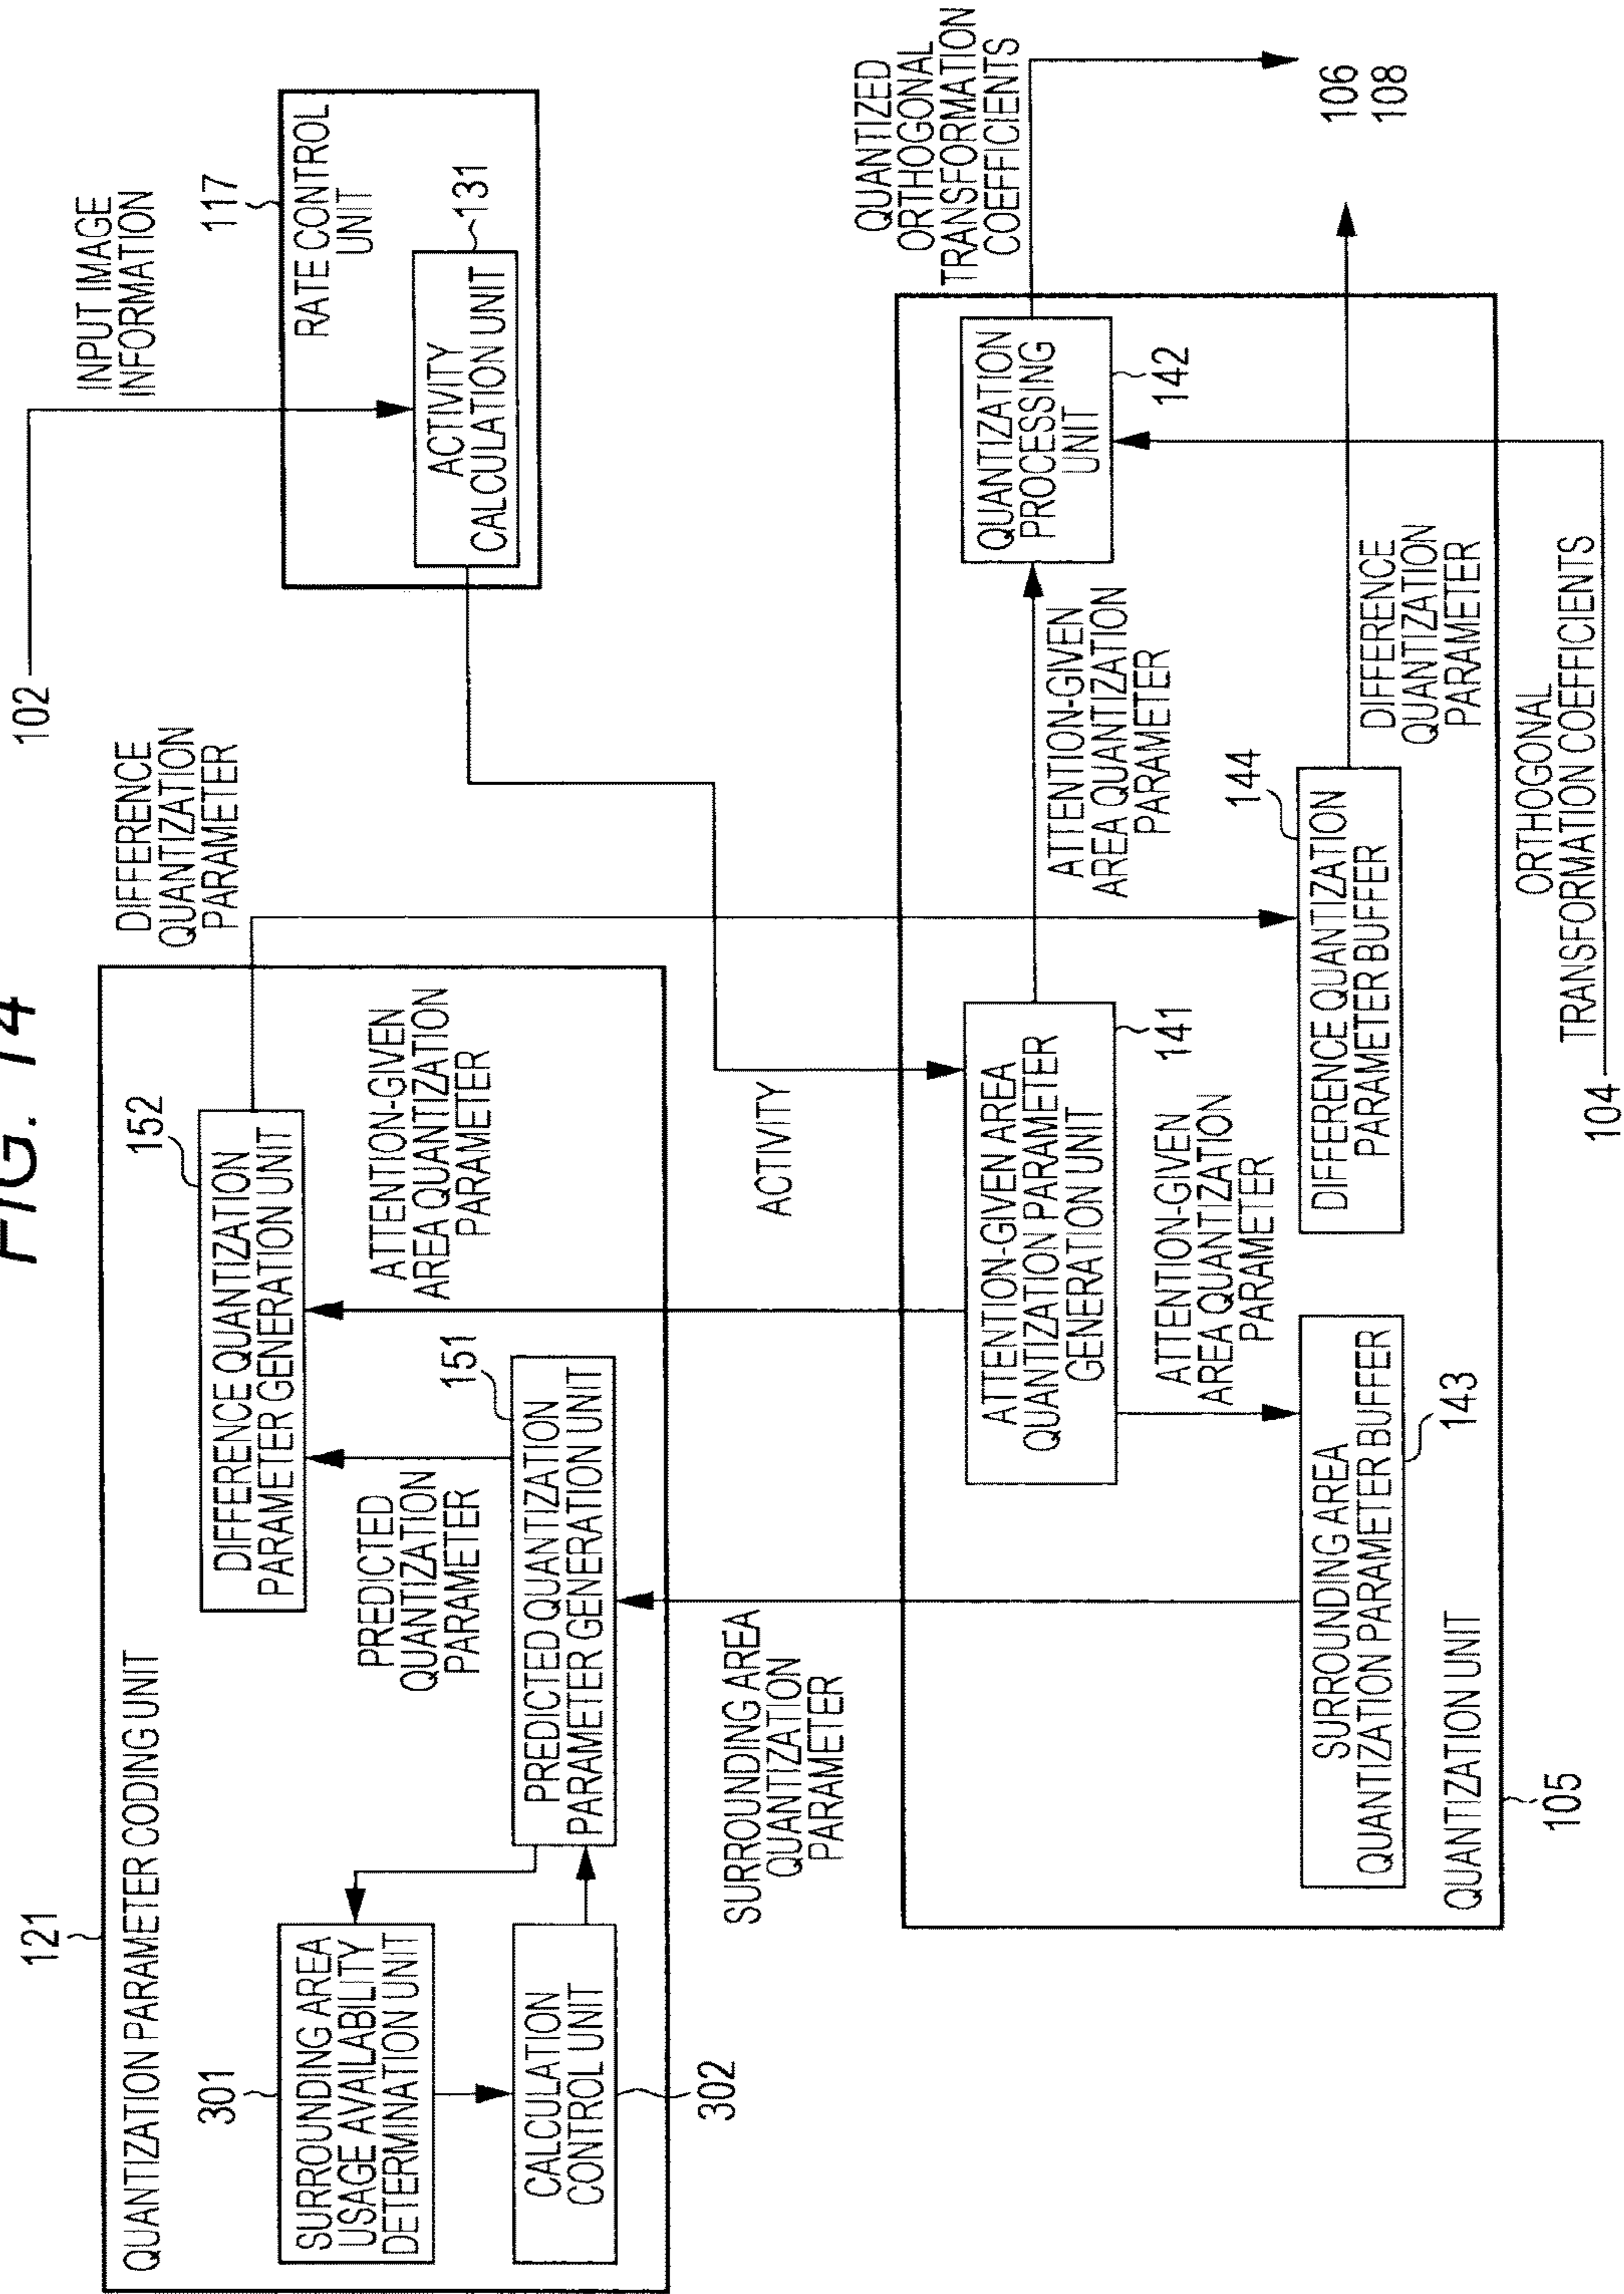 FIG. 14
121
QUANTIZATION PARAMETER CODING UNIT
301
SURROUNDING AREA
USAGE AVAILABILITY
DETERMINATION UNIT
CALCULATION
CONTROL UNIT
302
152
DIFFERENCE QUANTIZATION
PARAMETER GENERATION UNIT
PREDICTED
QUANTIZATION
PARAMETER
151
PREDICTED QUANTIZATION
PARAMETER GENERATION UNIT
ATTENTION-GIVEN
AREA QUANTIZATION
PARAMETER
DIFFERENCE
QUANTIZATION
PARAMETER
102
INPUT IMAGE
INFORMATION
117
RATE CONTROL
UNIT
131
ACTIVITY
CALCULATION UNIT
SURROUNDING AREA
QUANTIZATION
PARAMETER
ACTIVITY
ATTENTION-GIVEN AREA
QUANTIZATION PARAMETER
GENERATION UNIT
141
ATTENTION-GIVEN
AREA QUANTIZATION
PARAMETER
ATTENTION-GIVEN
AREA QUANTIZATION
PARAMETER
QUANTIZATION
PROCESSING
UNIT
142
QUANTIZED
ORTHOGONAL
TRANSFORMATION
COEFFICIENTS
106
108
SURROUNDING AREA
QUANTIZATION PARAMETER BUFFER
143
144
DIFFERENCE QUANTIZATION
PARAMETER BUFFER
DIFFERENCE
QUANTIZATION
PARAMETER
QUANTIZATION UNIT
105
104
ORTHOGONAL
TRANSFORMATION COEFFICIENTS